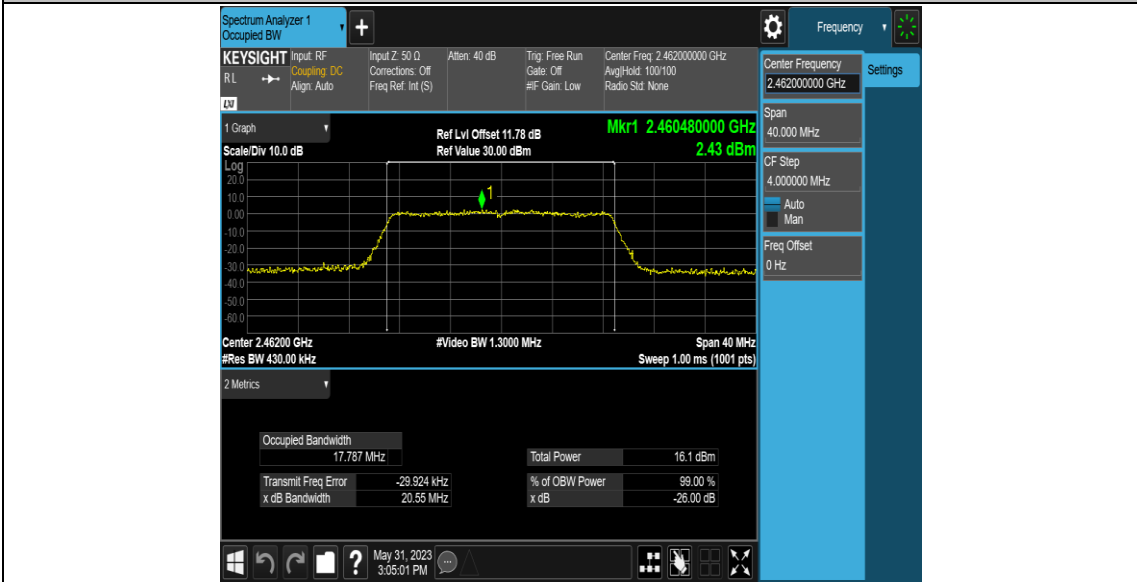 Spectrum Analyzer 1
Occupied BW
+
Frequency
KEYSIGHT
R L
LXI
Input: RF
Coupling: DC
Align: Auto
Input Z: 50 Ω
Corrections: Off
Freq Ref: Int (S)
Atten: 40 dB
Trig: Free Run
Gate: Off
#IF Gain: Low
Center Freq: 2.462000000 GHz
Avg|Hold: 100/100
Radio Std: None
Center Frequency
2.462000000 GHz
Settings
Span
40.000 MHz
CF Step
4.000000 MHz
Auto
Man
Freq Offset
0 Hz
1 Graph
Scale/Div 10.0 dB
Ref Lvl Offset 11.78 dB
Ref Value 30.00 dBm
Mkr1 2.460480000 GHz
2.43 dBm
Log
20.0
10.0
0.00
-10.0
-20.0
-30.0
-40.0
-50.0
-60.0
1
Center 2.46200 GHz
#Res BW 430.00 kHz
#Video BW 1.3000 MHz
Span 40 MHz
Sweep 1.00 ms (1001 pts)
2 Metrics
Occupied Bandwidth
17.787 MHz
Total Power 16.1 dBm
Transmit Freq Error -29.924 kHz
% of OBW Power 99.00 %
x dB Bandwidth 20.55 MHz
x dB -26.00 dB
?
May 31, 2023
3:05:01 PM